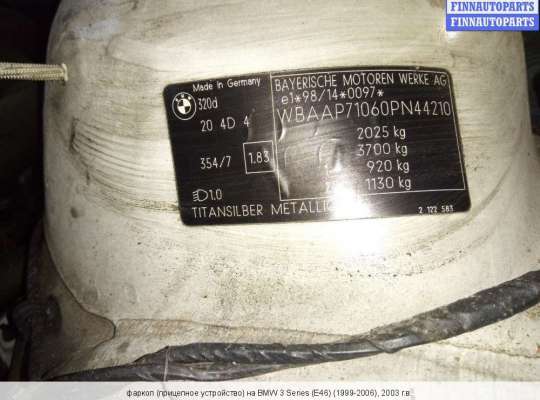 FINNAUTOPARTS
FINNAUTOPARTS
Made in Germany
BMW
320d
20 4D 4
354/7
1.83
1.0
BAYERISCHE MOTOREN WERKE AG
e1*98/14*0097*
WBAAP71060PN44210
2025 kg
3700 kg
920 kg
1130 kg
TITANSILBER METALLIC
2 122 583
фаркоп (прицепное устройство) на BMW 3 Series (E46) (1999-2006), 2003 г.в.